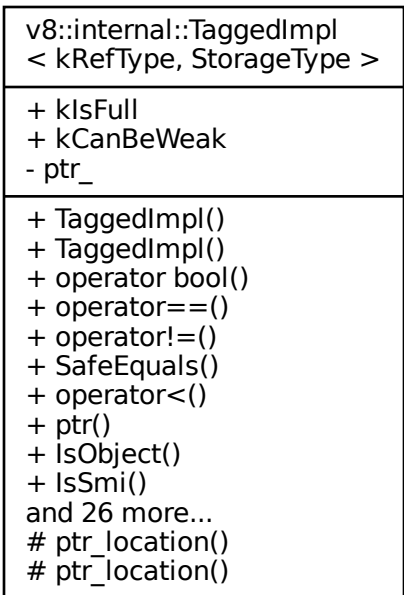 v8::internal::TaggedImpl
< kRefType, StorageType >
+ kIsFull
+ kCanBeWeak
- ptr_
+ TaggedImpl()
+ TaggedImpl()
+ operator bool()
+ operator==()
+ operator!=()
+ SafeEquals()
+ operator<()
+ ptr()
+ IsObject()
+ IsSmi()
and 26 more...
# ptr_location()
# ptr_location()